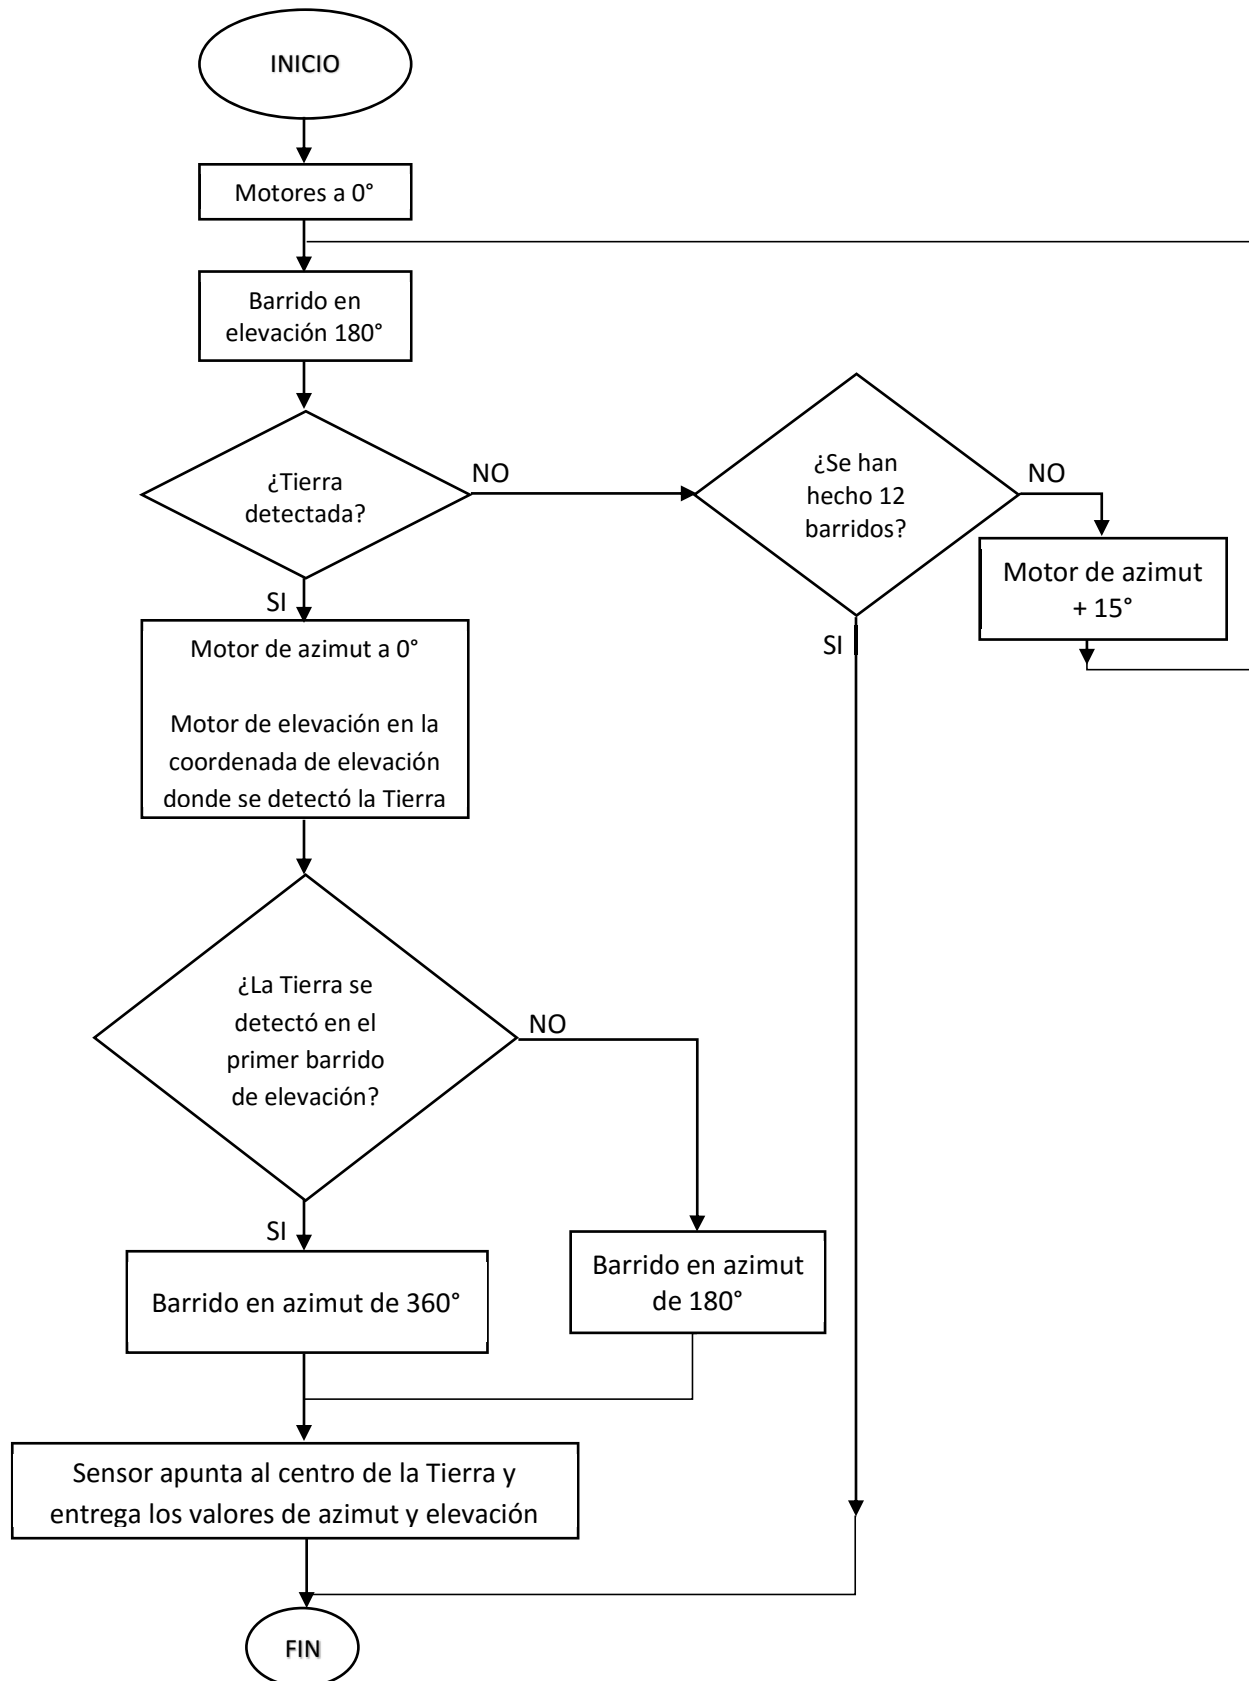 INICIO
Motores a 0°
Barrido en
elevación 180°
¿Tierra
detectada?
NO
¿Se han
hecho 12
barridos?
NO
Motor de azimut
+ 15°
SI
SI
Motor de azimut a 0°
Motor de elevación en la
coordenada de elevación
donde se detectó la Tierra
¿La Tierra se
detectó en el
primer barrido
de elevación?
NO
SI
Barrido en azimut de 360°
Barrido en azimut
de 180°
Sensor apunta al centro de la Tierra y
entrega los valores de azimut y elevación
FIN